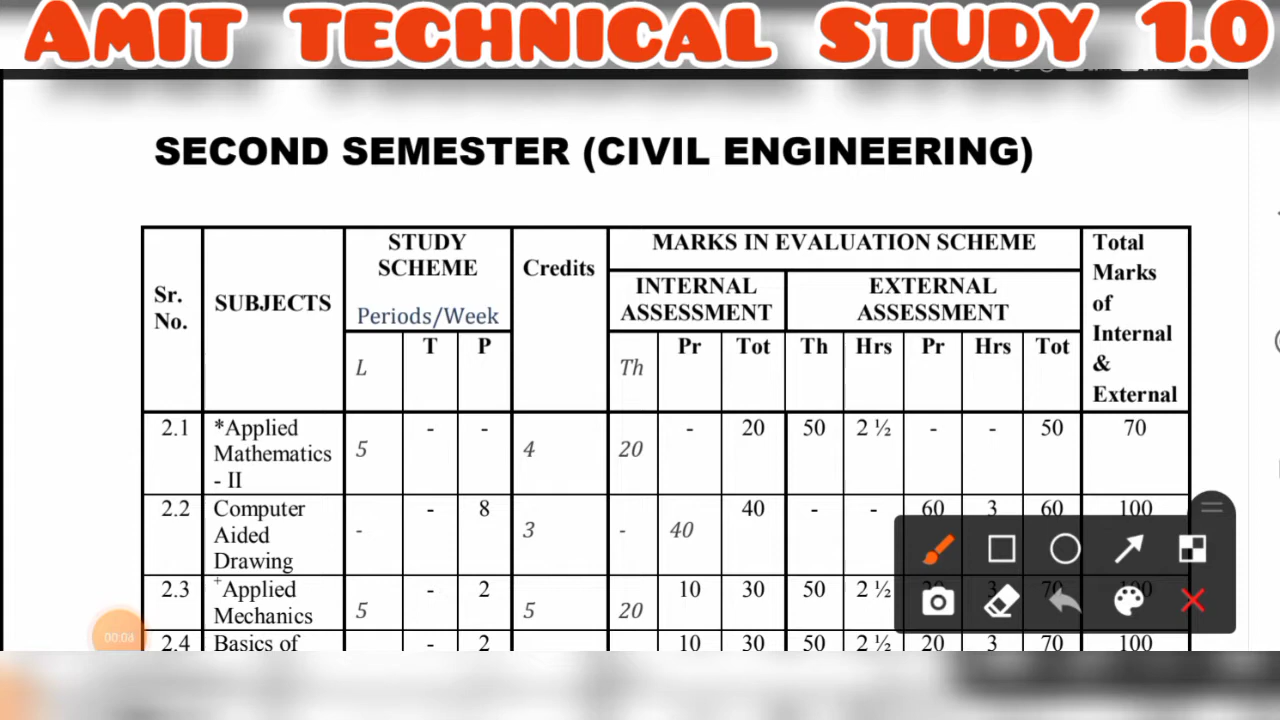 AMIT TECHNICAL STUDY 1.0
SECOND SEMESTER (CIVIL ENGINEERING)
Sr. No. SUBJECTS STUDY SCHEME Periods/Week Credits MARKS IN EVALUATION SCHEME Total Marks of Internal & External
INTERNAL ASSESSMENT EXTERNAL ASSESSMENT
L T P Th Pr Tot Th Hrs Pr Hrs Tot
2.1 *Applied Mathematics - II 5 - - 4 20 - 20 50 2 ½ - - 50 70
2.2 Computer Aided Drawing - - 8 3 - 40 40 - - 60 3 60 100
2.3 +Applied Mechanics 5 - 2 5 20 10 30 50 2 ½
2.4 Basics of - 2 10 30 50 2 ½ 20 3 70 100
00:04